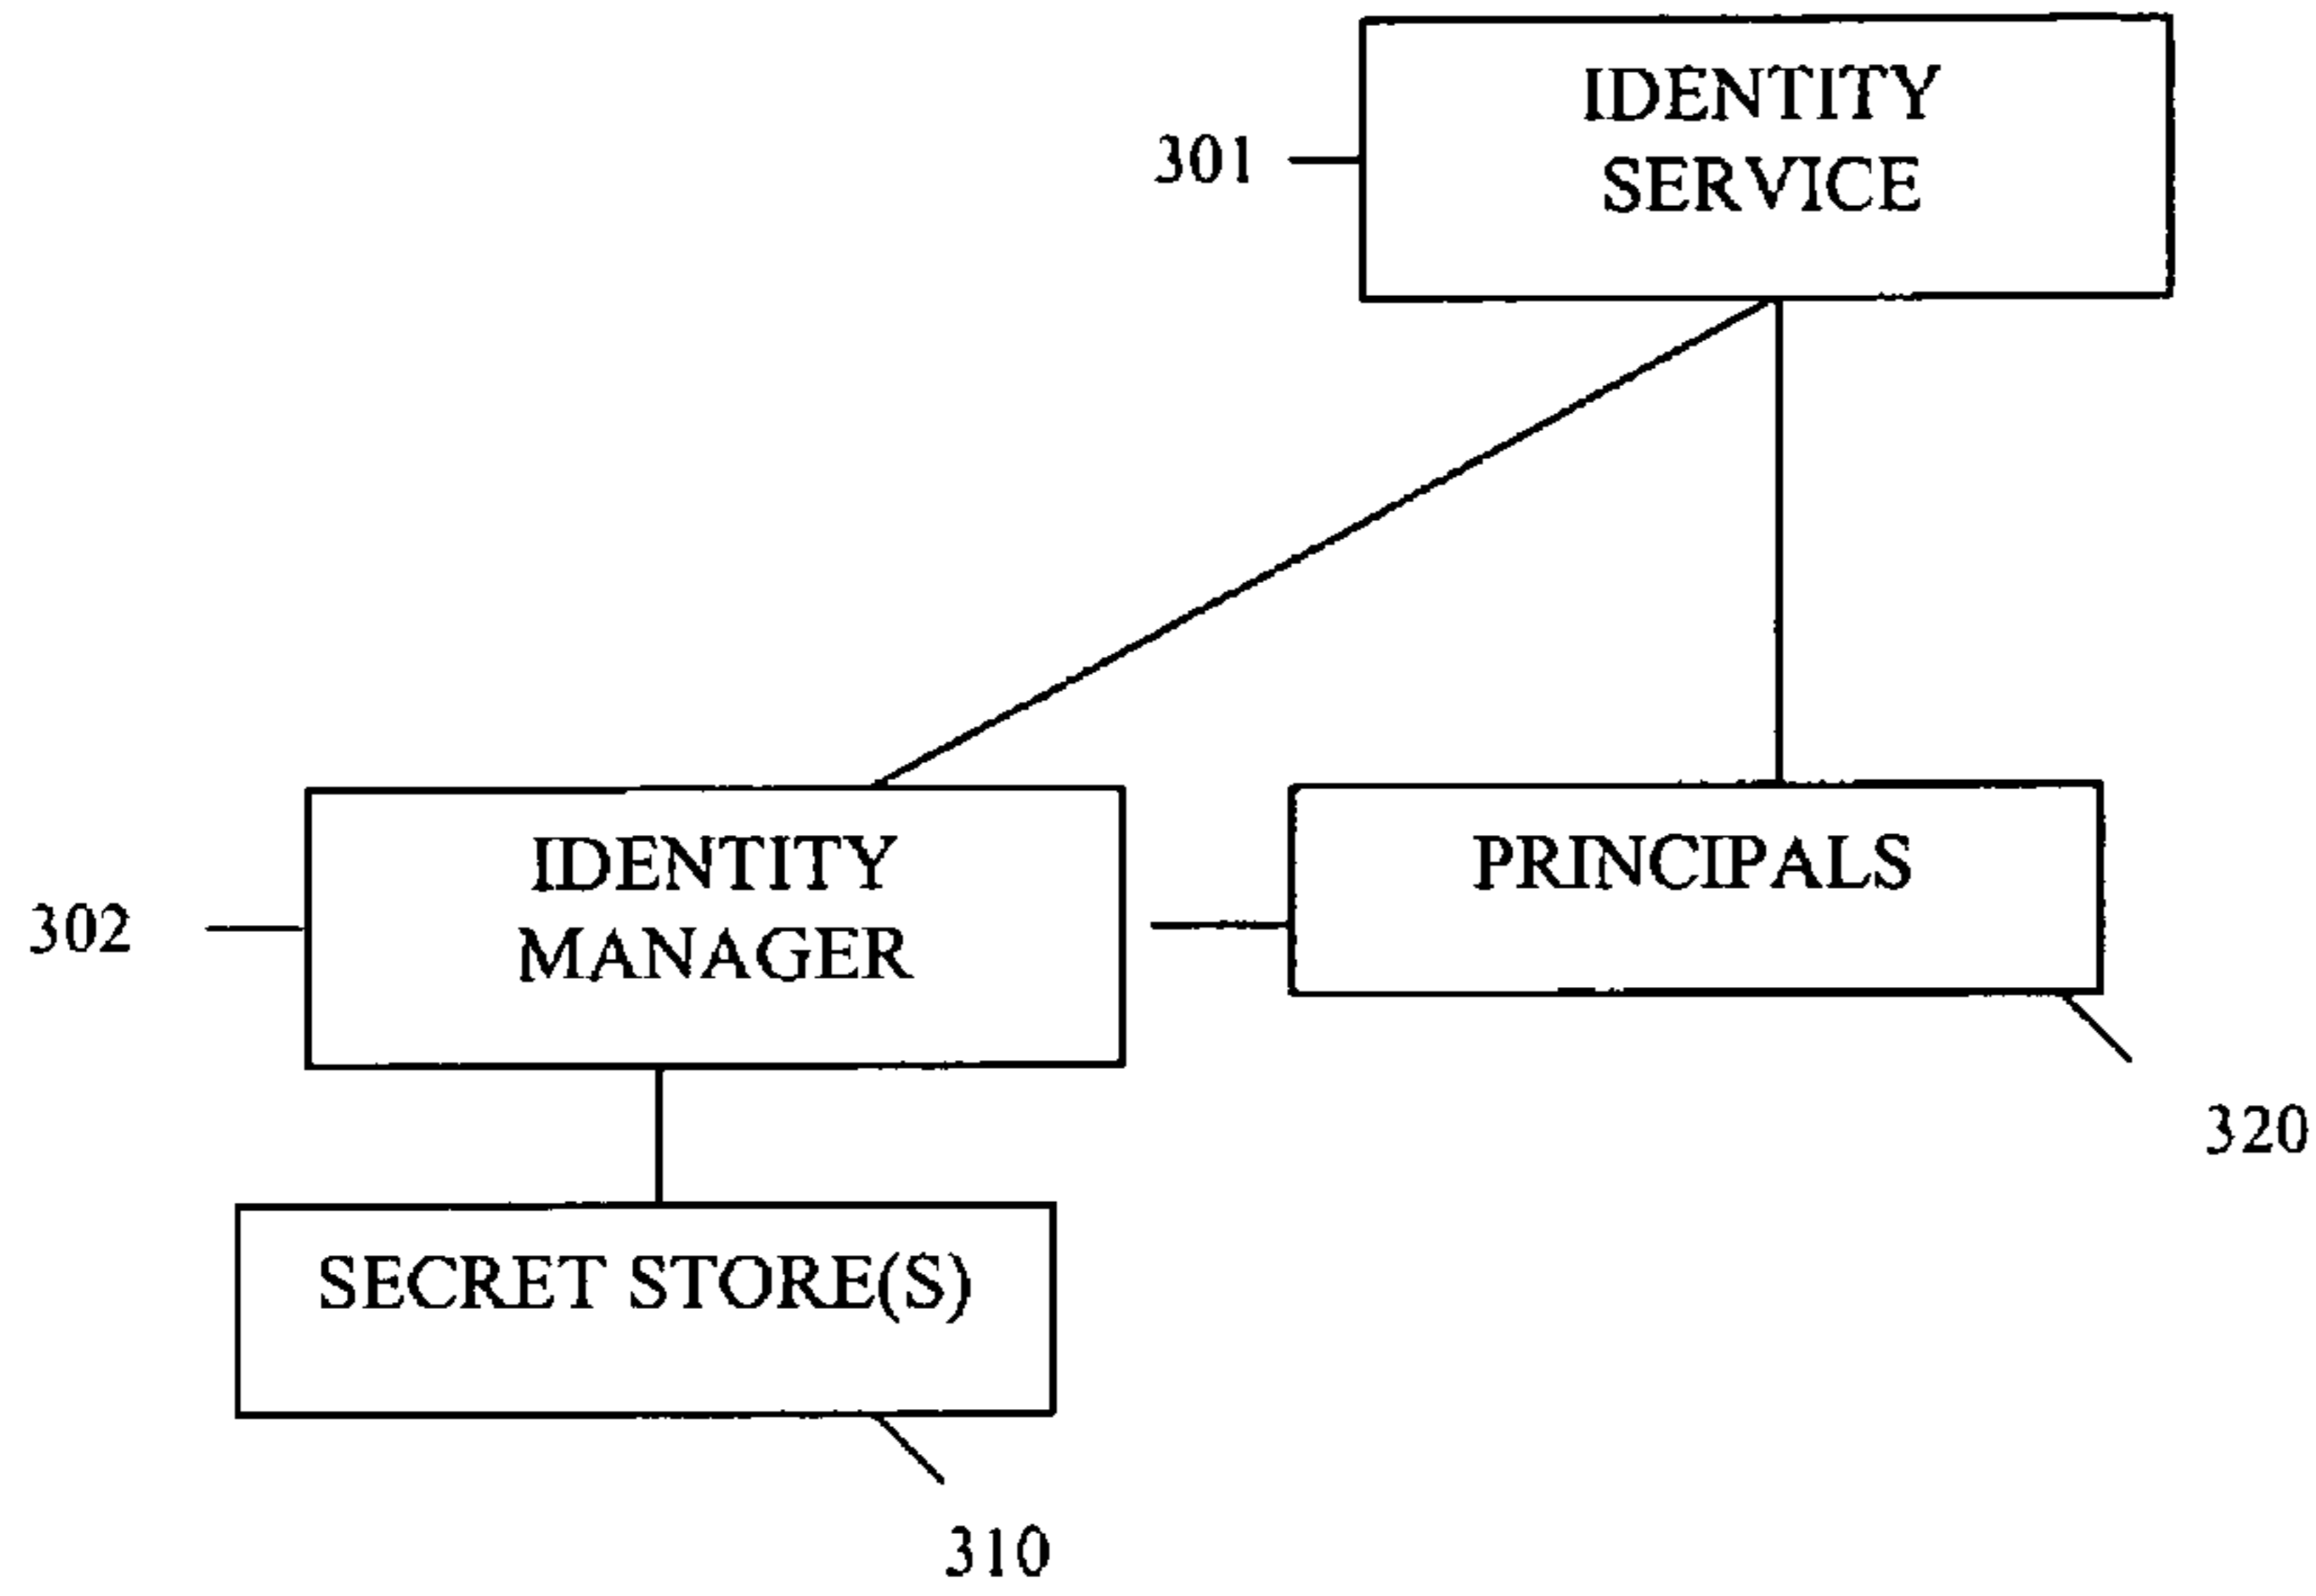 IDENTITY
SERVICE
301
IDENTITY
MANAGER
302
PRINCIPALS
320
SECRET STORE(S)
310